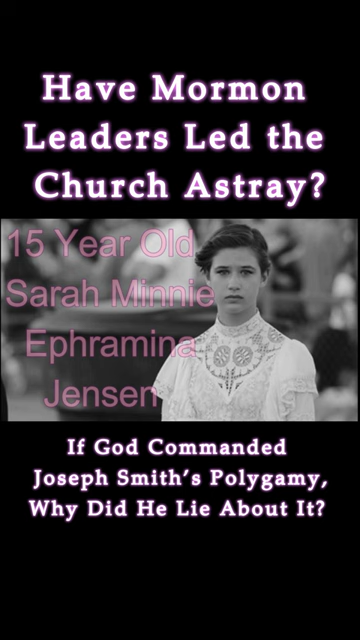 Have Mormon
Leaders Led the
Church Astray?
15 Year Old
Sarah Minnie
Ephramina
Jensen
If God Commanded
Joseph Smith's Polygamy,
Why Did He Lie About It?